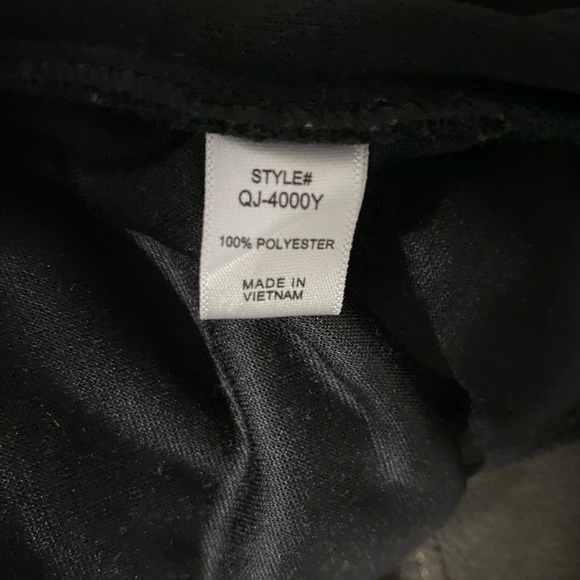 STYLE#
QJ-4000Y
100% POLYESTER
MADE IN
VIETNAM